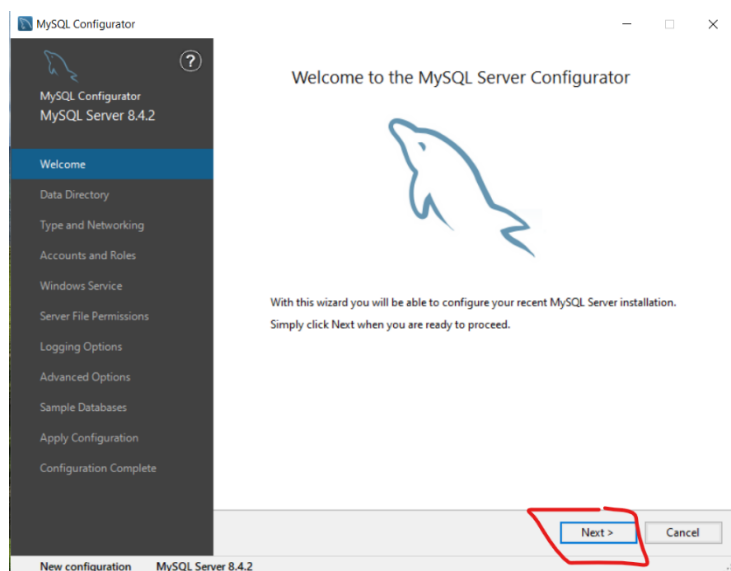 MySQL Configurator
?
MySQL Configurator
MySQL Server 8.4.2
Welcome
Data Directory
Type and Networking
Accounts and Roles
Windows Service
Server File Permissions
Logging Options
Advanced Options
Sample Databases
Apply Configuration
Configuration Complete
Welcome to the MySQL Server Configurator
With this wizard you will be able to configure your recent MySQL Server installation.
Simply click Next when you are ready to proceed.
Next >
Cancel
New configuration MySQL Server 8.4.2